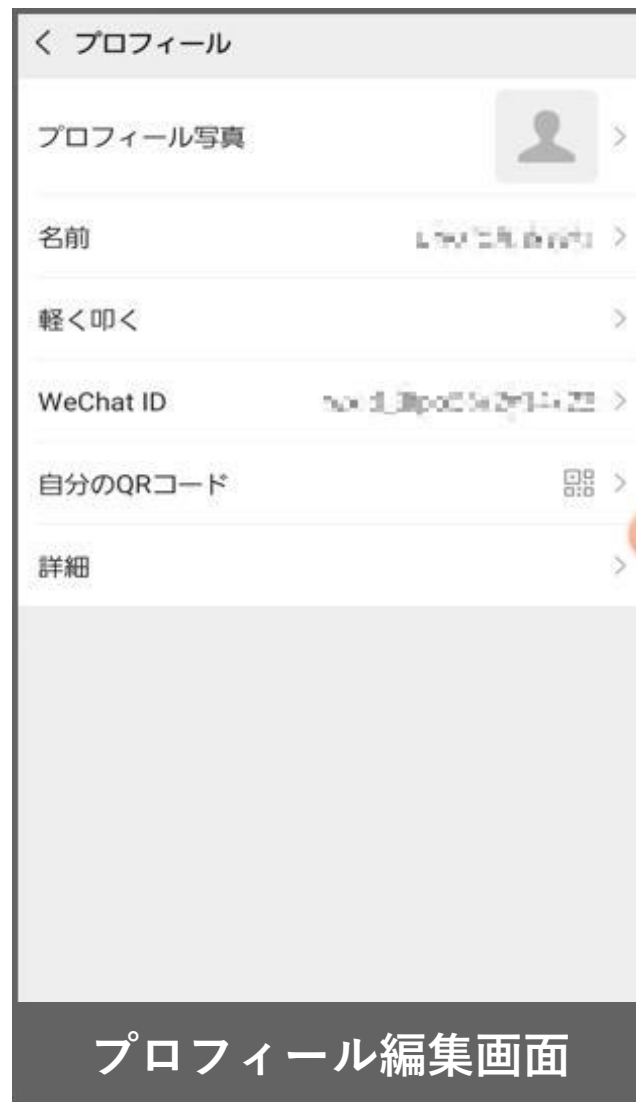 プロフィール
プロフィール写真
名前
軽く叩く
WeChat ID
自分のQRコード
詳細
プロフィール編集画面